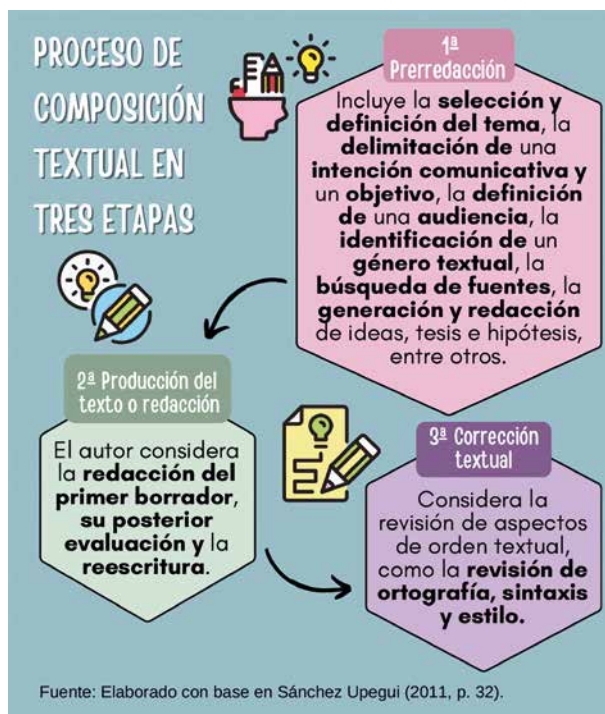 PROCESO DE
COMPOSICIÓN
TEXTUAL EN
TRES ETAPAS
1ª
Prerredacción
Incluye la selección y
definición del tema, la
delimitación de una
intención comunicativa y
un objetivo, la definición
de una audiencia, la
identificación de un
género textual, la
búsqueda de fuentes, la
generación y redacción
de ideas, tesis e hipótesis,
entre otros.
2ª Producción del
texto o redacción
El autor considera
la redacción del
primer borrador,
su posterior
evaluación y la
reescritura.
3ª Corrección
textual
Considera la
revisión de aspectos
de orden textual,
como la revisión de
ortografía, sintaxis
y estilo.
Fuente: Elaborado con base en Sánchez Upegui (2011, p. 32).